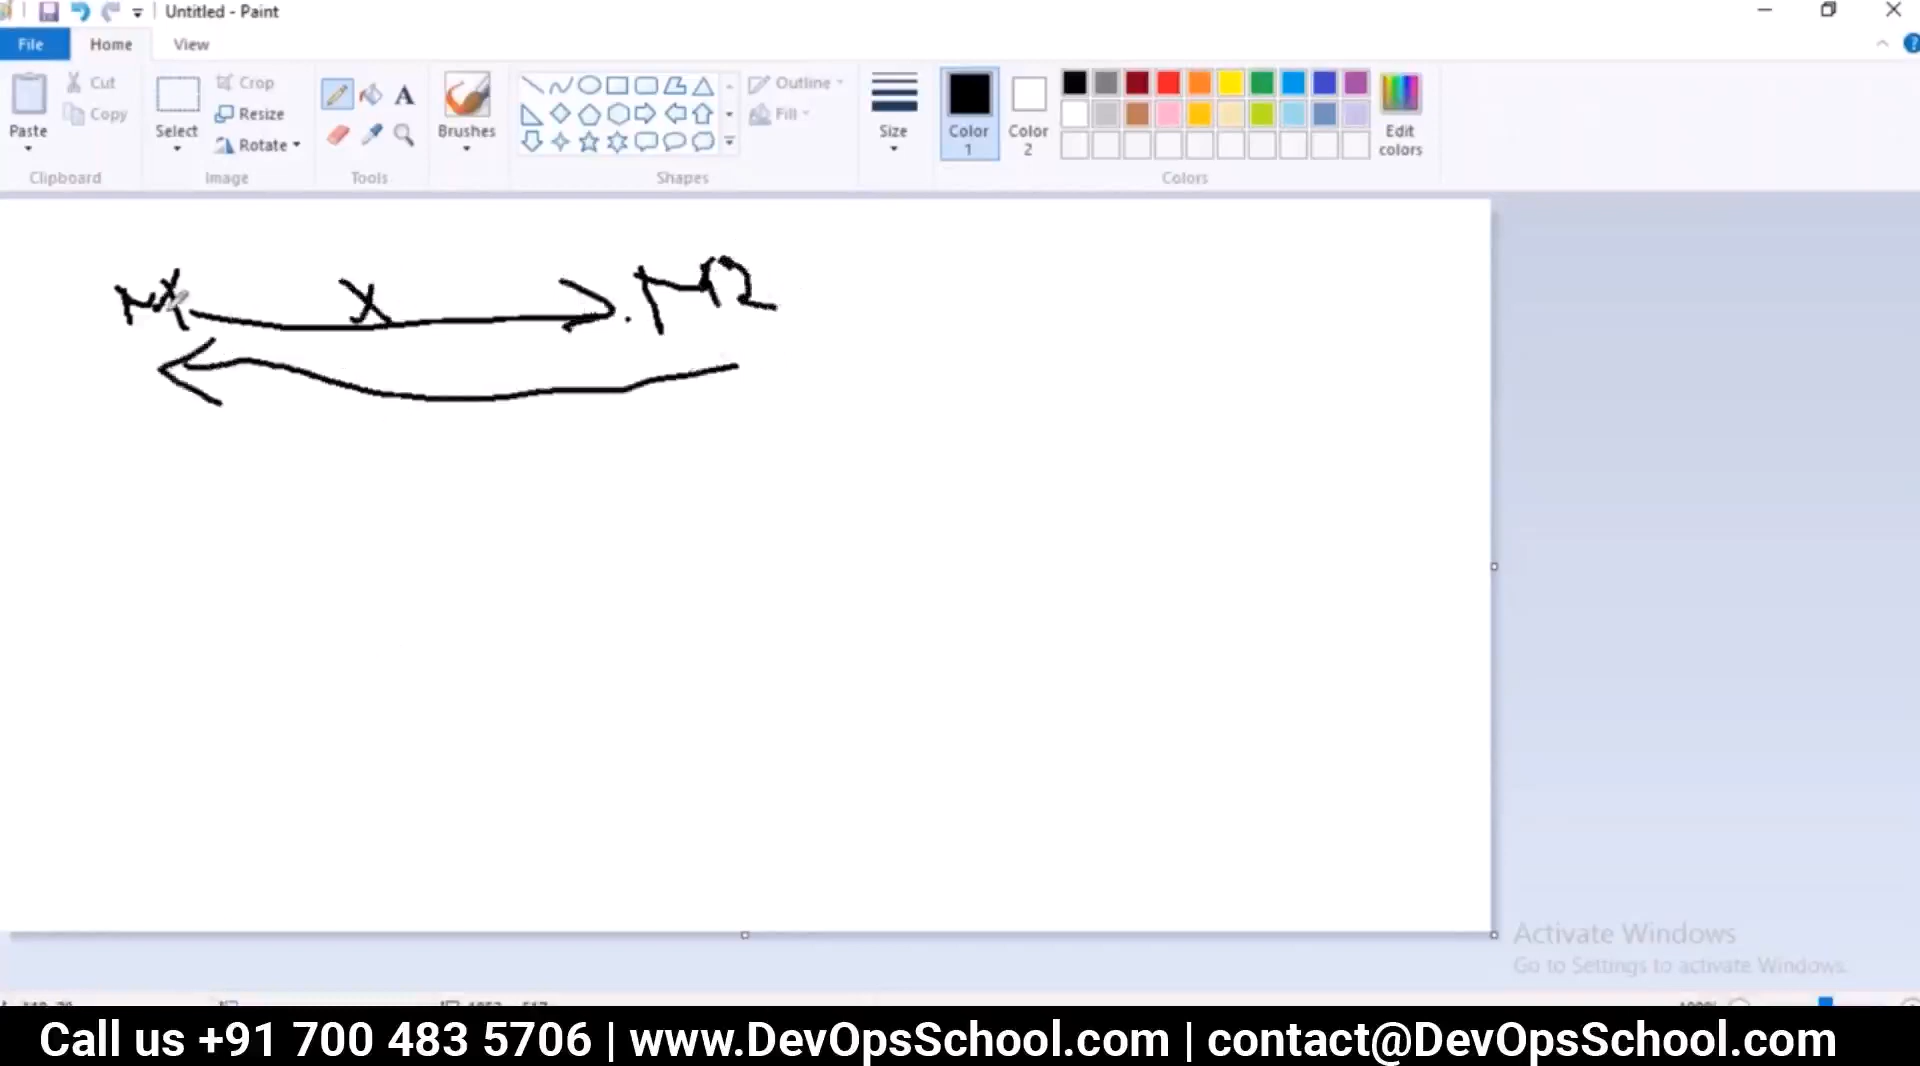 Untitled - Paint
File Home View
Paste
Cut
Copy
Clipboard
Select
Crop
Resize
Rotate
Image
Tools
Brushes
Shapes
Outline
Fill
Size
Color 1
Color 2
Edit colors
Colors
X M2
Activate Windows
Go to Settings to activate Windows.
Call us +91 700 483 5706 | www.DevOpsSchool.com | contact@DevOpsSchool.com